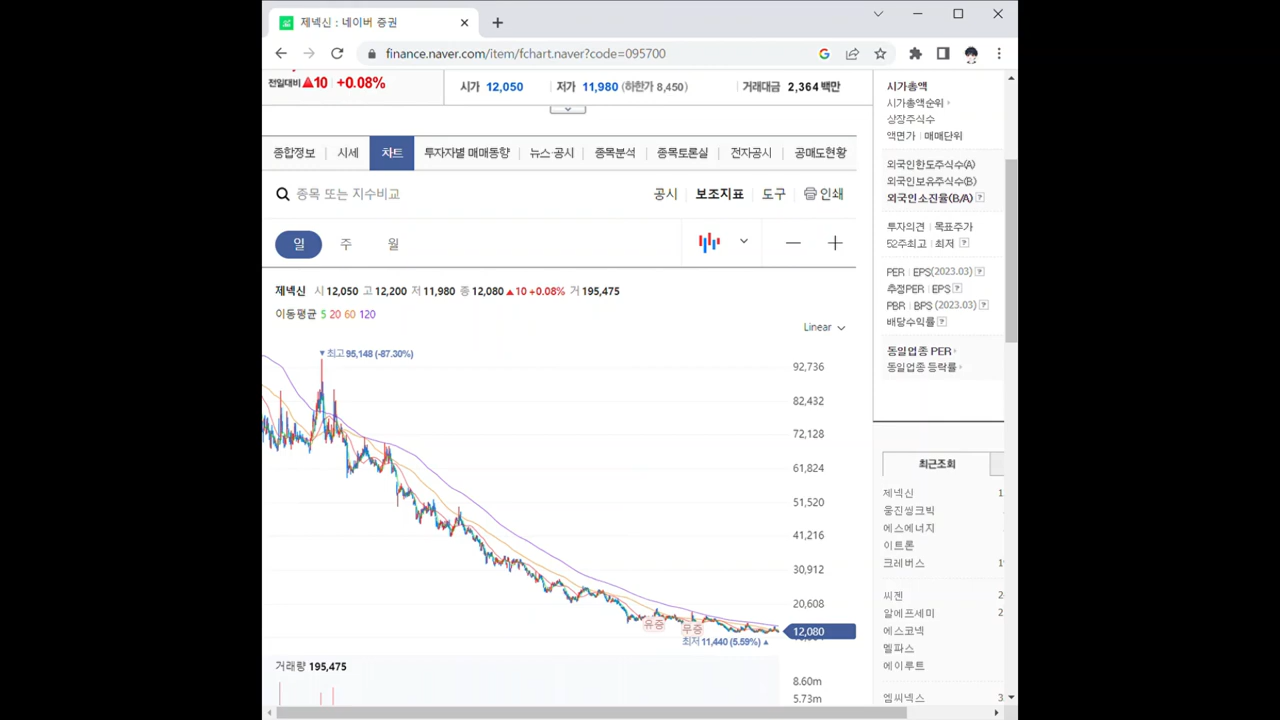 제넥신 : 네이버 증권
finance.naver.com/item/fchart.naver?code=095700
전일대비 ▲10 +0.08%
시가 12,050 저가 11,980 (하한가 8,450) 거래대금 2,364 백만
종합정보 시세 차트 투자자별 매매동향 뉴스·공시 종목분석 종목토론실 전자공시 공매도현황
종목 또는 지수비교
공시 보조지표 도구 인쇄
일 주 월
제넥신 시 12,050 고 12,200 저 11,980 종 12,080 ▲10 +0.08% 거 195,475
이동평균 5 20 60 120
Linear
▼최고 95,148 (-87.30%)
92,736
82,432
72,128
61,824
51,520
41,216
30,912
20,608
12,080
유증
무증
최저 11,440 (5.59%) ▲
거래량 195,475
8.60m
5.73m
시가총액
시가총액순위
상장주식수
액면가 매매단위
외국인한도주식수(A)
외국인보유주식수(B)
외국인소진율(B/A) ?
투자의견 목표주가
52주최고 최저 ?
PER EPS(2023.03) ?
추정PER EPS ?
PBR BPS (2023.03) ?
배당수익률 ?
동일업종 PER
동일업종 등락률
최근조회
제넥신
웅진씽크빅
에스에너지
이트론
크레버스
씨젠
알에프세미
에스코넥
멜파스
에이루트
엠씨넥스